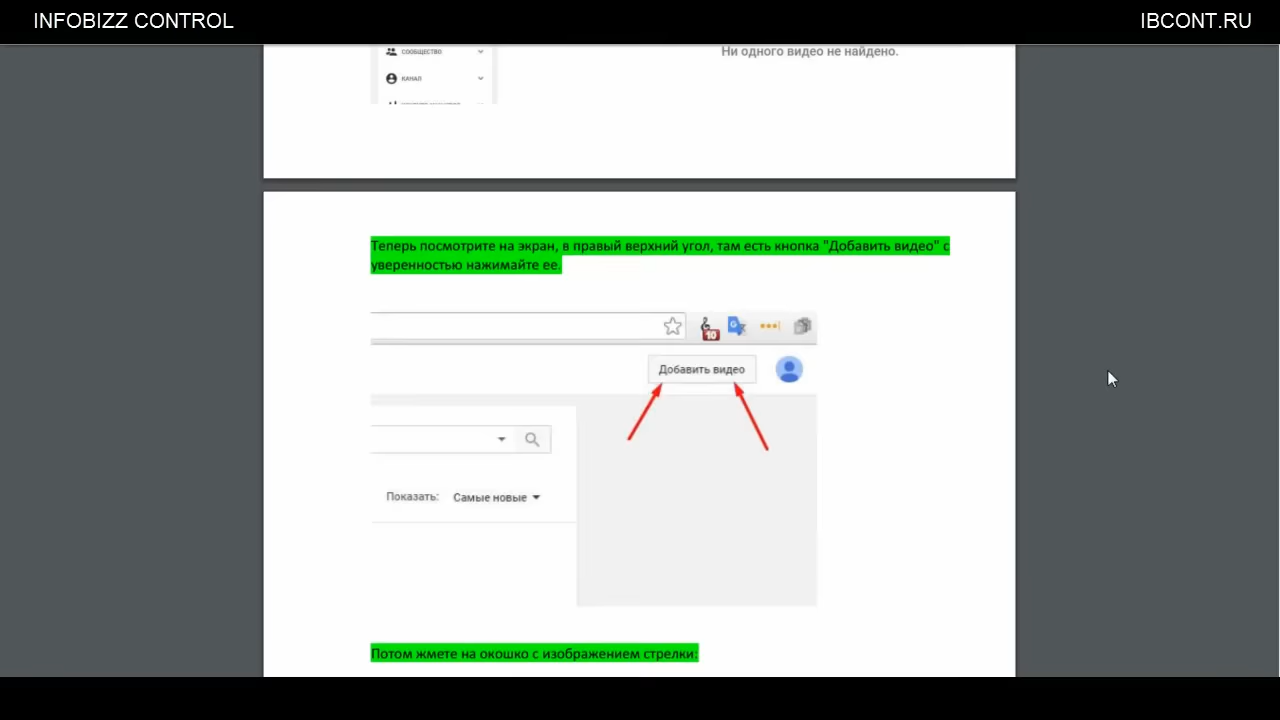 INFOBIZZ CONTROL
IBCONT.RU
СООБЩЕСТВО
Ни одного видео не найдено.
КАНАЛ
Теперь посмотрите на экран, в правый верхний угол, там есть кнопка "Добавить видео" с
уверенностью нажимайте ее.
10
Добавить видео
Показать:
Самые новые
Потом жмете на окошко с изображением стрелки: